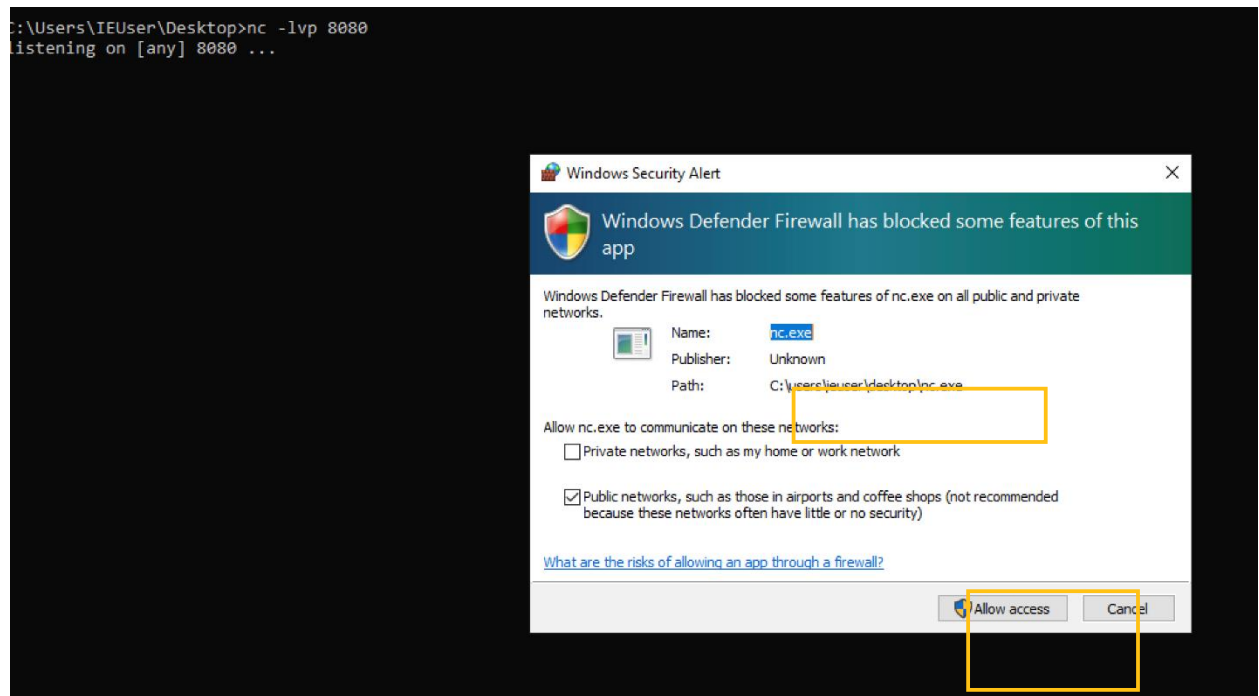 C:\Users\IEUser\Desktop>nc -lvp 8080
listening on [any] 8080 ...
Windows Security Alert
Windows Defender Firewall has blocked some features of this
app
Windows Defender Firewall has blocked some features of nc.exe on all public and private
networks.
Name: nc.exe
Publisher: Unknown
Path: C:\users\ieuser\desktop\nc.exe
Allow nc.exe to communicate on these networks:
Private networks, such as my home or work network
Public networks, such as those in airports and coffee shops (not recommended
because these networks often have little or no security)
What are the risks of allowing an app through a firewall?
Allow access Cancel